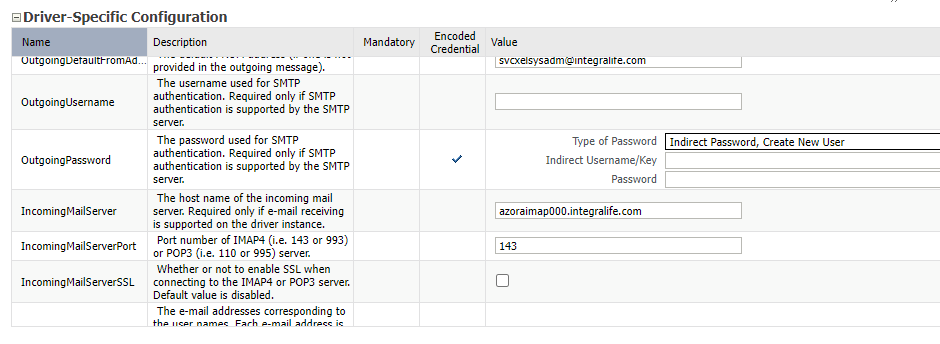 Driver-Specific Configuration
Name Description Mandatory Encoded Credential Value
OutgoingDefaultFromAd...
provided in the outgoing message).
svcxelsysadm@integralife.com
OutgoingUsername
The username used for SMTP
authentication. Required only if SMTP
authentication is supported by the SMTP
server.
OutgoingPassword
The password used for SMTP
authentication. Required only if SMTP
authentication is supported by the SMTP
server.
Type of Password Indirect Password, Create New User
Indirect Username/Key
Password
IncomingMailServer
The host name of the incoming mail
server. Required only if e-mail receiving
is supported on the driver instance.
azoraimap000.integralife.com
IncomingMailServerPort
Port number of IMAP4 (i.e. 143 or 993)
or POP3 (i.e. 110 or 995) server.
143
IncomingMailServerSSL
Whether or not to enable SSL when
connecting to the IMAP4 or POP3 server.
Default value is disabled.
The e-mail addresses corresponding to
the user names. Each e-mail address is